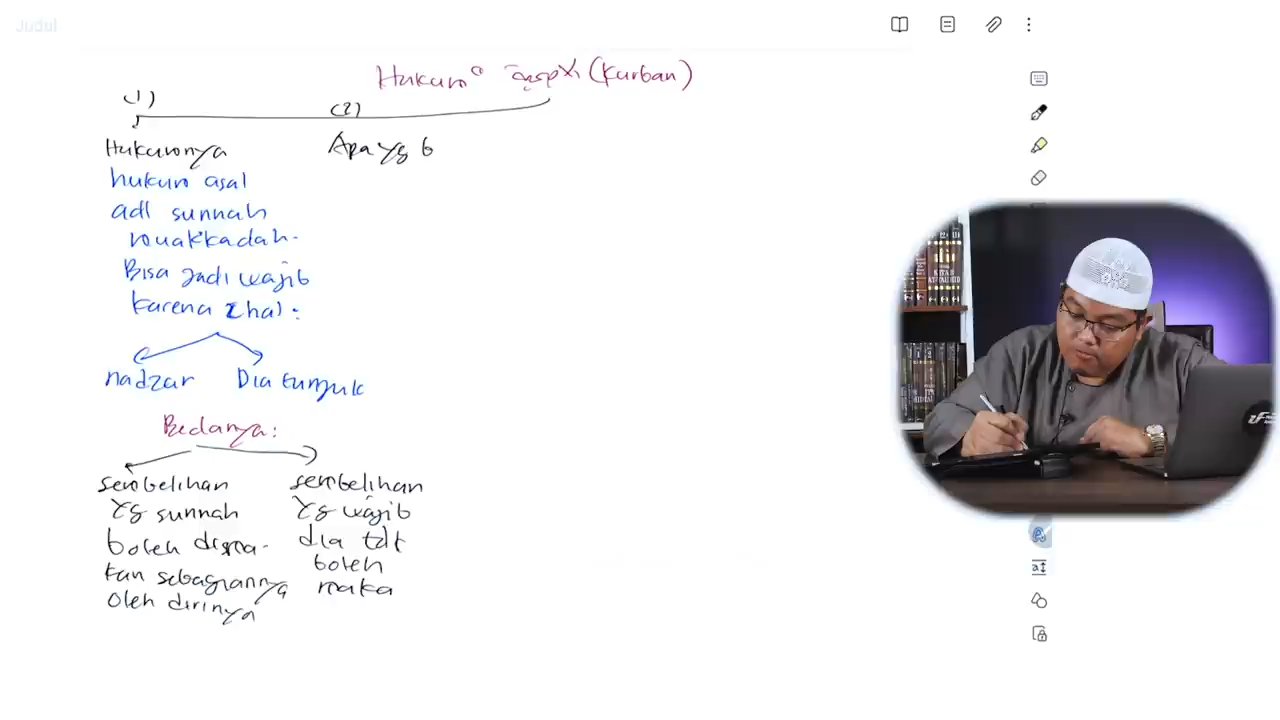 Judul
Hukum² (Kurban)
(1)
(2)
Hukumnya
Apa yg b
hukum asal
adl sunnah
muakkadah.
Bisa jadi wajib
karena 2 hal :
nadzar
Dia tunjuk
Bedanya :
sembelihan
yg sunnah
boleh dima-
kan sebagiannya
oleh dirinya
sembelihan
yg wajib
dia tdk
boleh
maka